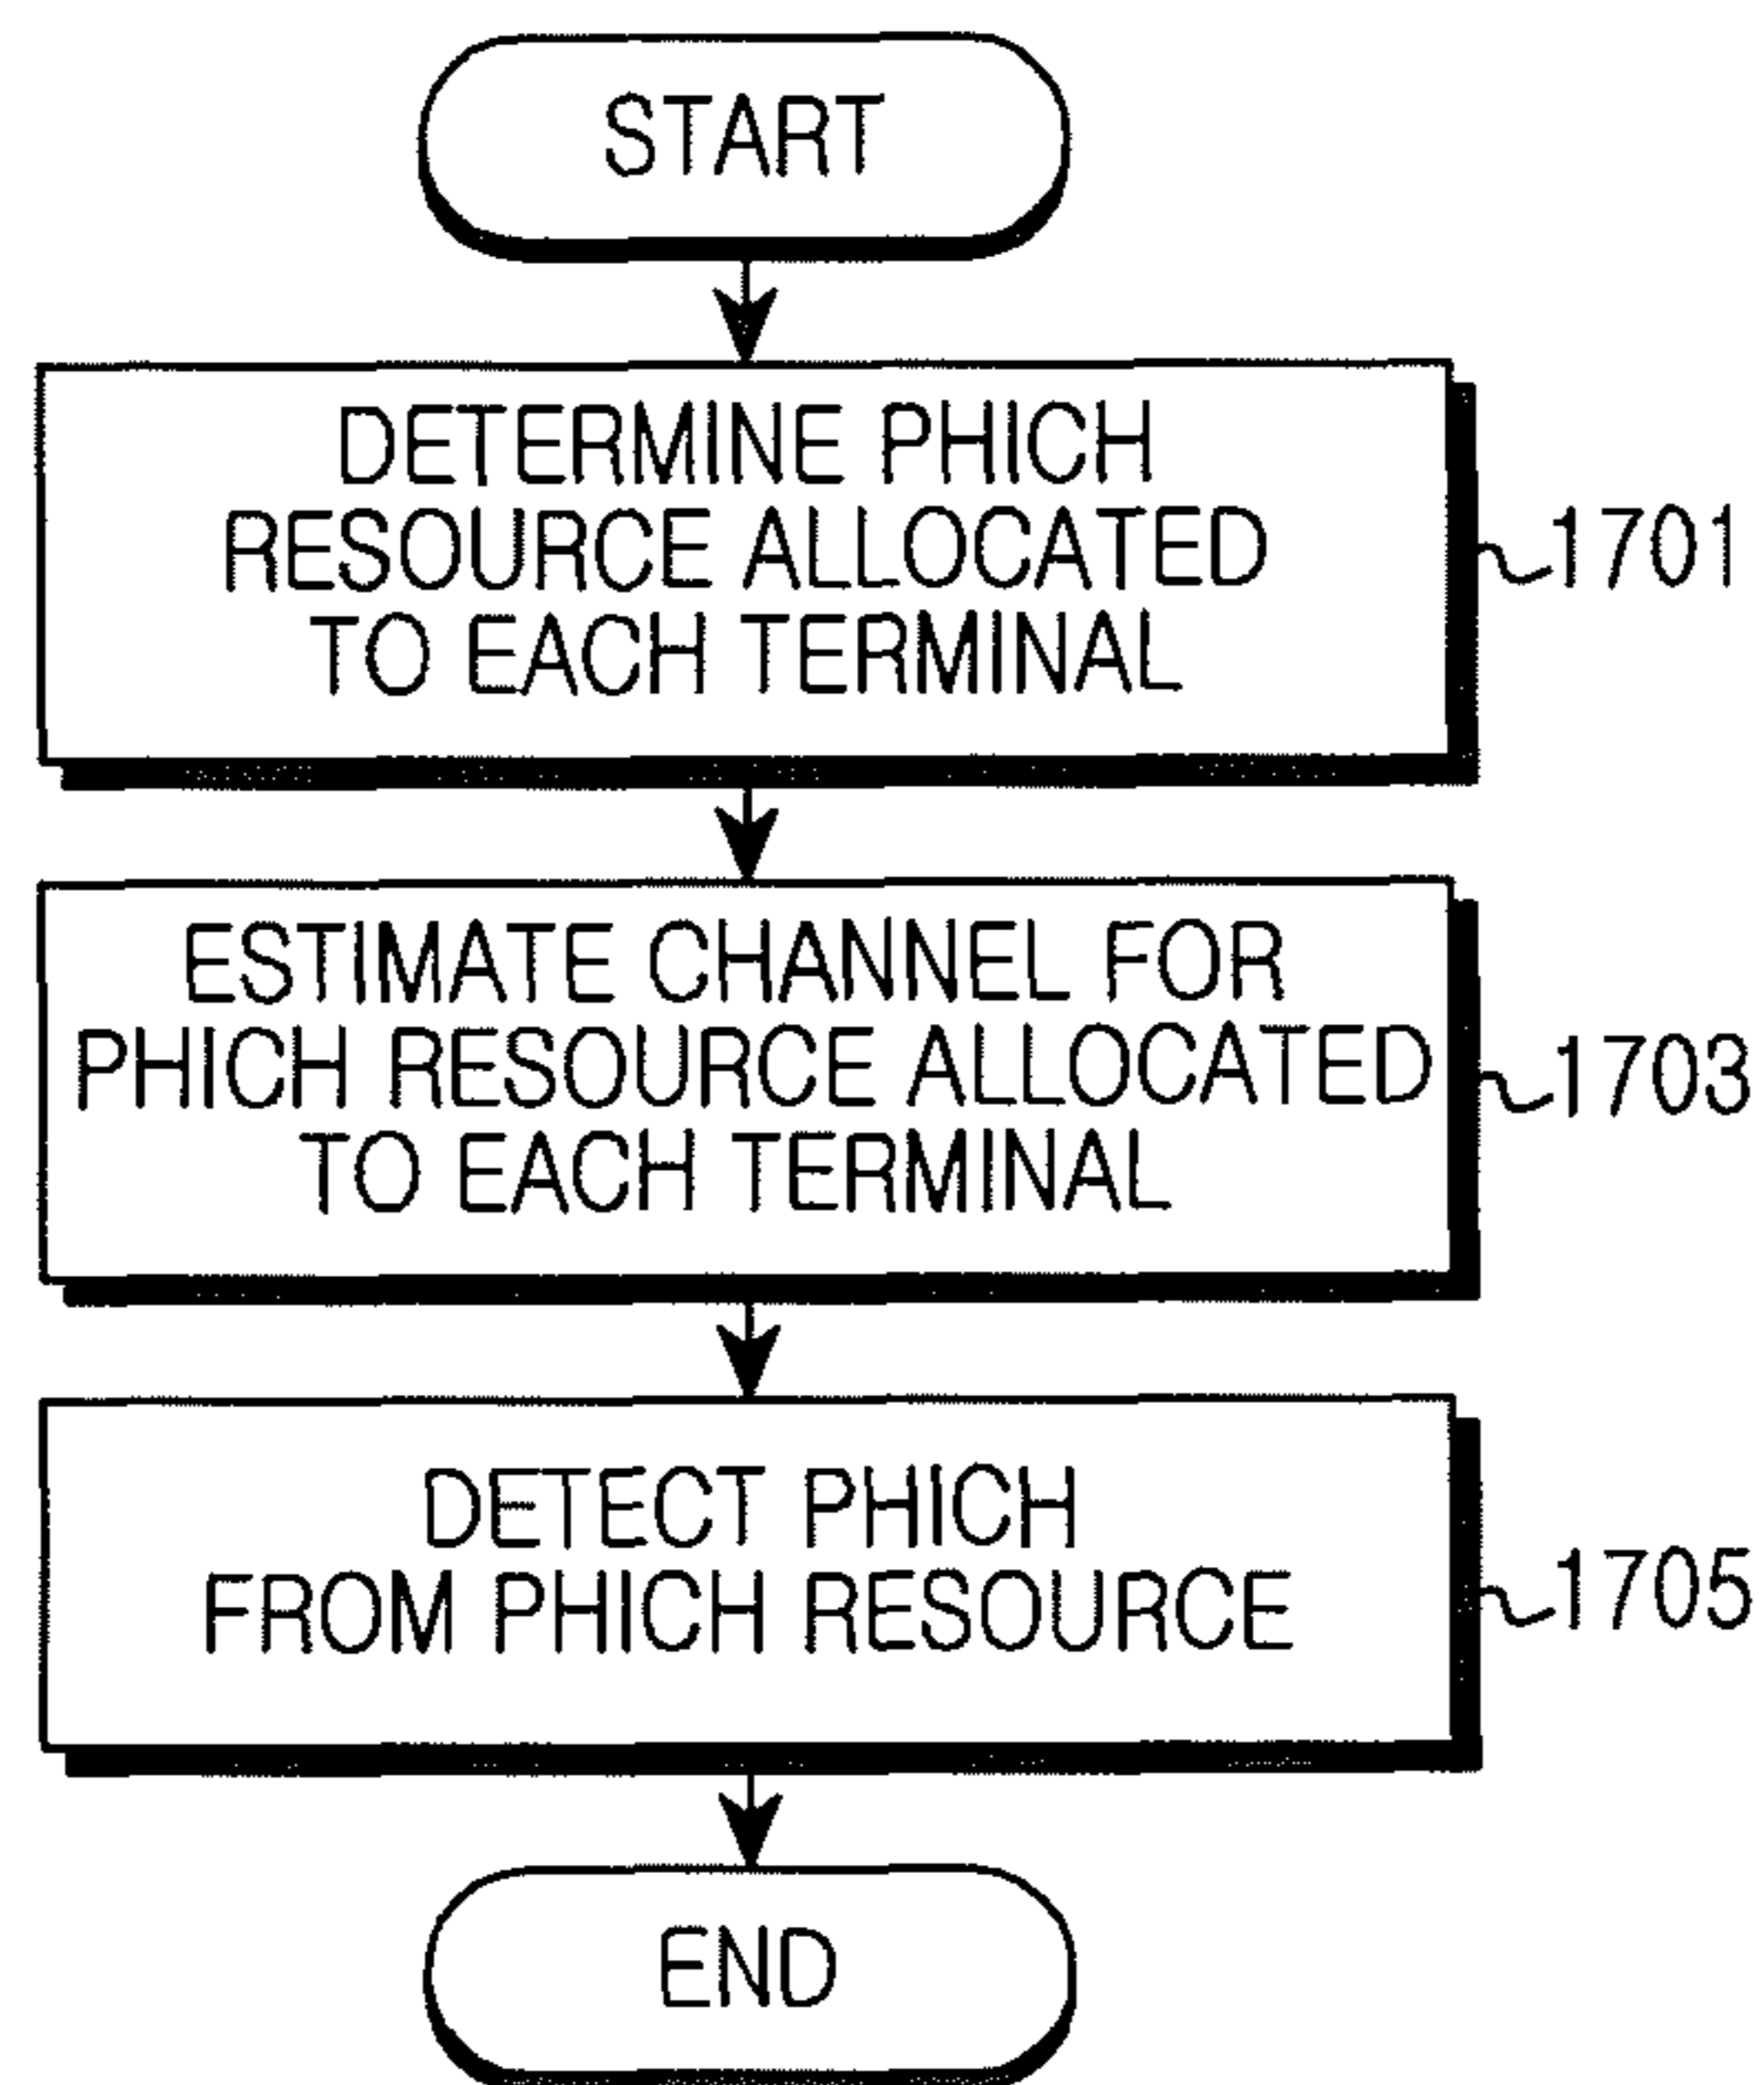 START
DETERMINE PHICH
RESOURCE ALLOCATED
TO EACH TERMINAL
1701
ESTIMATE CHANNEL FOR
PHICH RESOURCE ALLOCATED
TO EACH TERMINAL
1703
DETECT PHICH
FROM PHICH RESOURCE
1705
END